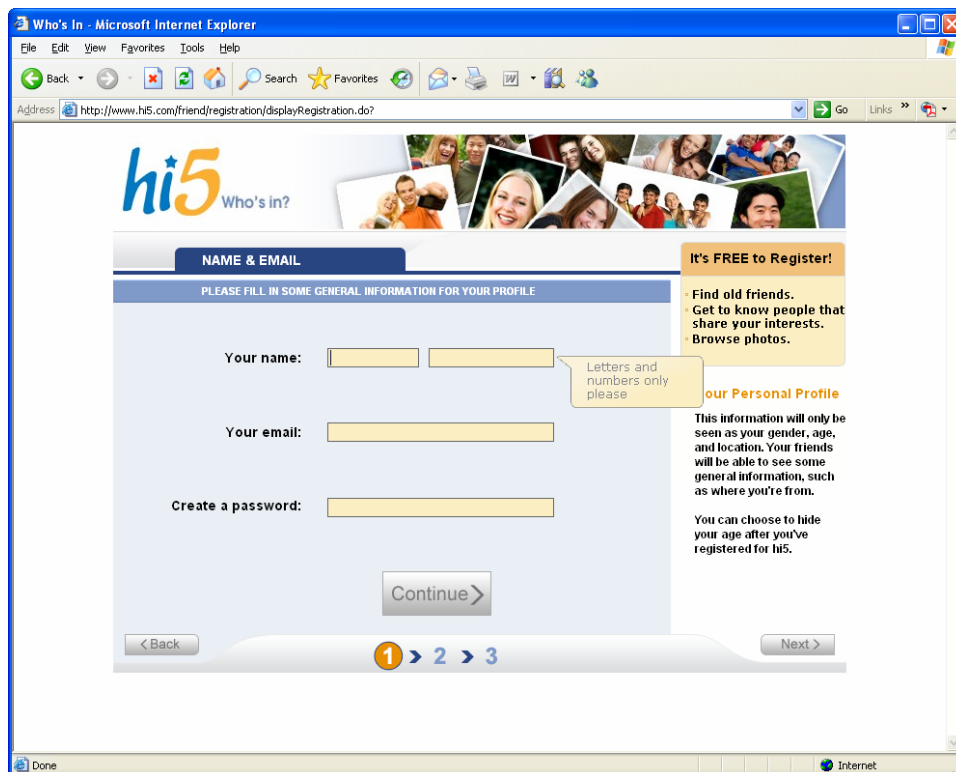 Who's In - Microsoft Internet Explorer
File Edit View Favorites Tools Help
Back Search Favorites W
Address http://www.hi5.com/friend/registration/displayRegistration.do? Go Links »
hi5 Who's in?
NAME & EMAIL
It's FREE to Register!
PLEASE FILL IN SOME GENERAL INFORMATION FOR YOUR PROFILE
Find old friends.
Get to know people that
share your interests.
Browse photos.
Your name:
Letters and
numbers only
please
our Personal Profile
This information will only be
seen as your gender, age,
and location. Your friends
will be able to see some
general information, such
as where you're from.
You can choose to hide
your age after you've
registered for hi5.
Your email:
Create a password:
Continue >
< Back
1 > 2 > 3
Next >
Done Internet